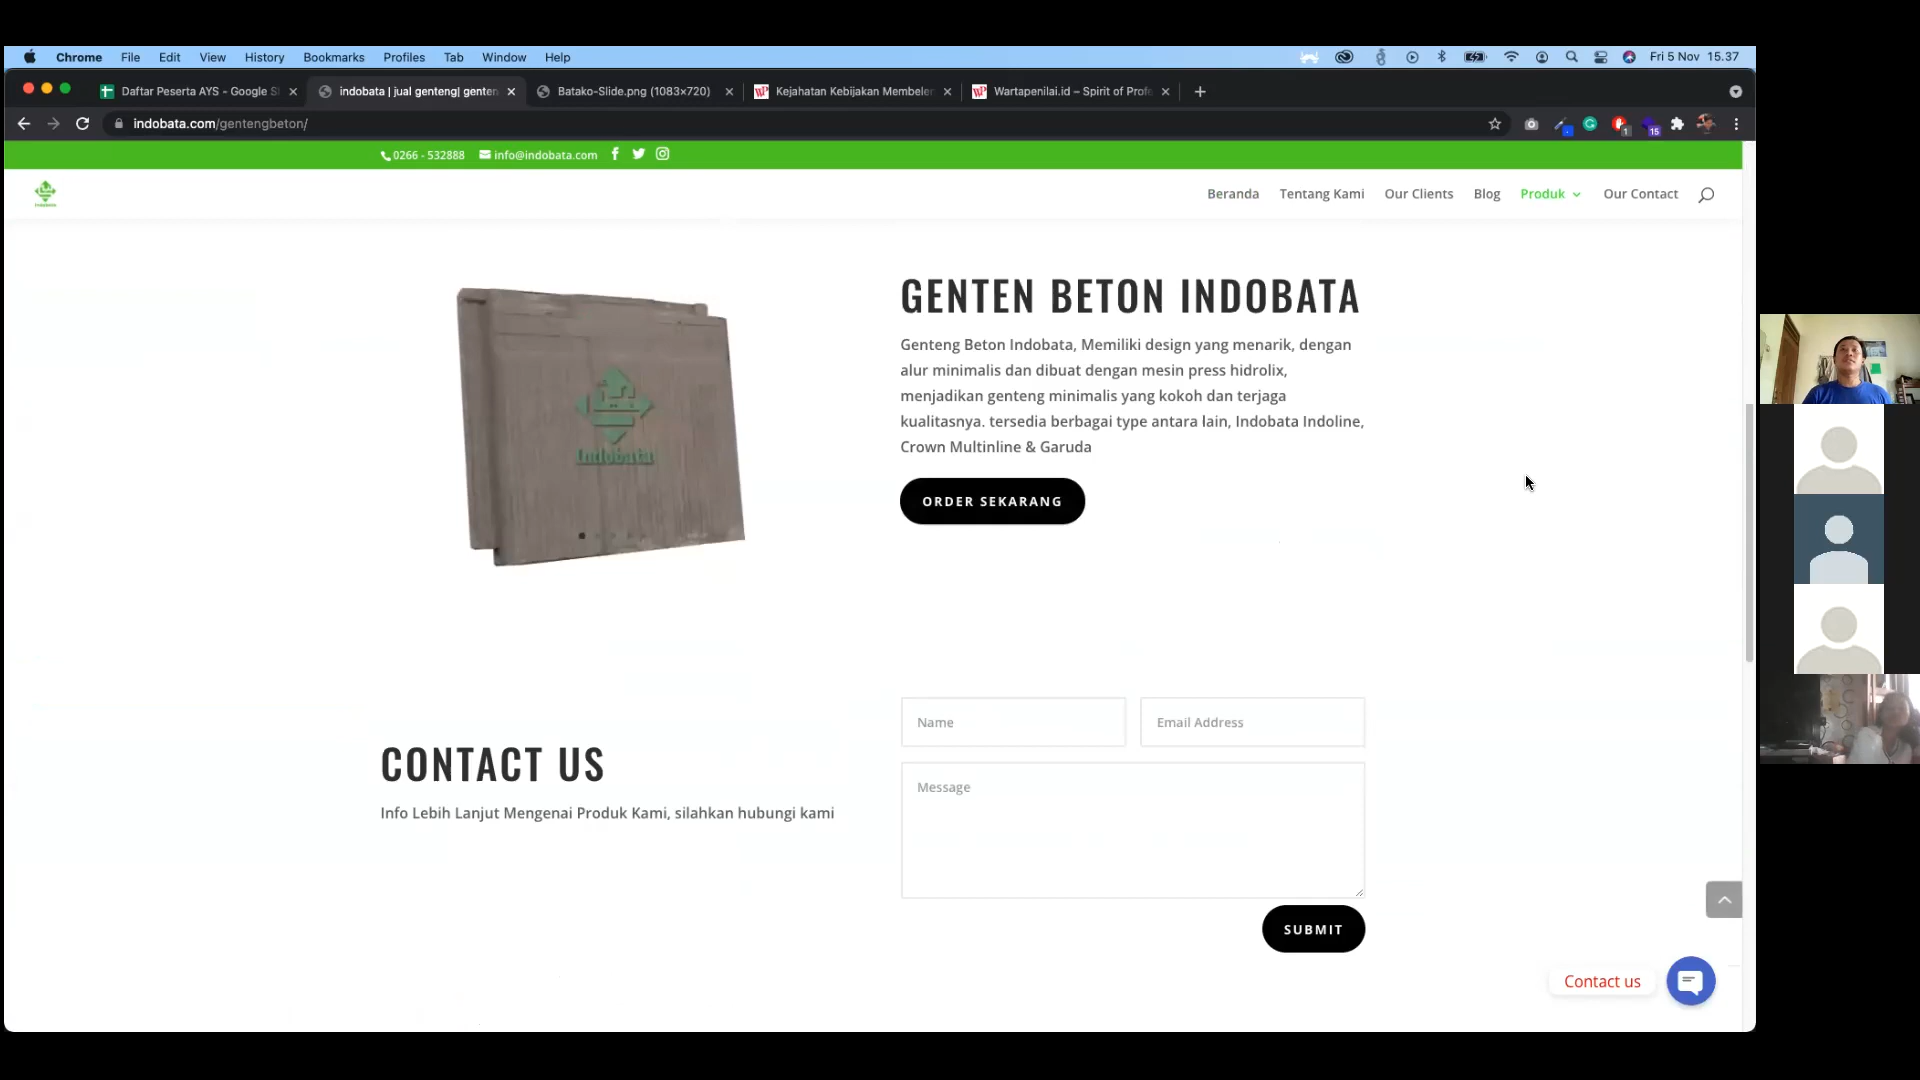 Chrome File Edit View History Bookmarks Profiles Tab Window Help Fri 5 Nov 15.37
Daftar Peserta AYS - Google S
indobata | jual genteng| genten
Batako-Slide.png (1083×720)
Kejahatan Kebijakan Membeler
Wartapenilai.id – Spirit of Profe
indobata.com/gentengbeton/
1
15
0266 - 532888 info@indobata.com
Beranda Tentang Kami Our Clients Blog Produk Our Contact
GENTEN BETON INDOBATA
Genteng Beton Indobata, Memiliki design yang menarik, dengan
alur minimalis dan dibuat dengan mesin press hidrolix,
menjadikan genteng minimalis yang kokoh dan terjaga
kualitasnya. tersedia berbagai type antara lain, Indobata Indoline,
Crown Multinline & Garuda
Indobata
ORDER SEKARANG
Name
Email Address
CONTACT US
Message
Info Lebih Lanjut Mengenai Produk Kami, silahkan hubungi kami
SUBMIT
Contact us